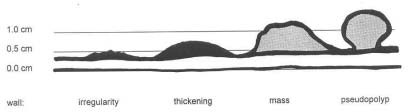 1.0 cm
0.5 cm
0.0 cm
wall: irregularity thickening mass pseudopolyp